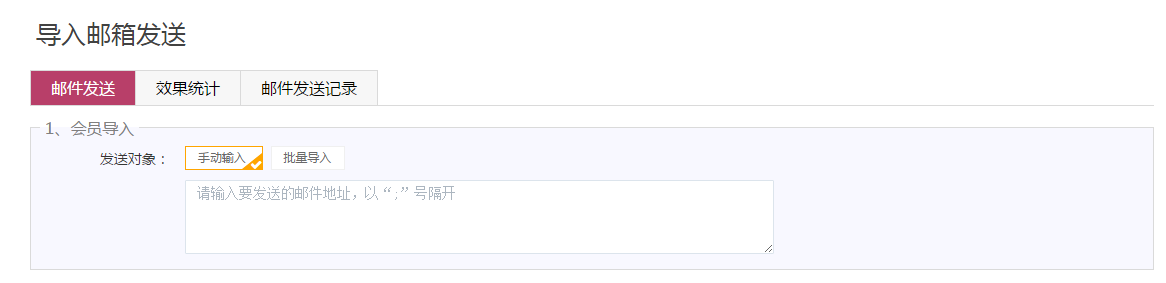 导入邮箱发送
邮件发送 效果统计 邮件发送记录
1、会员导入
发送对象： 手动输入 批量导入
请输入要发送的邮件地址，以“;”号隔开